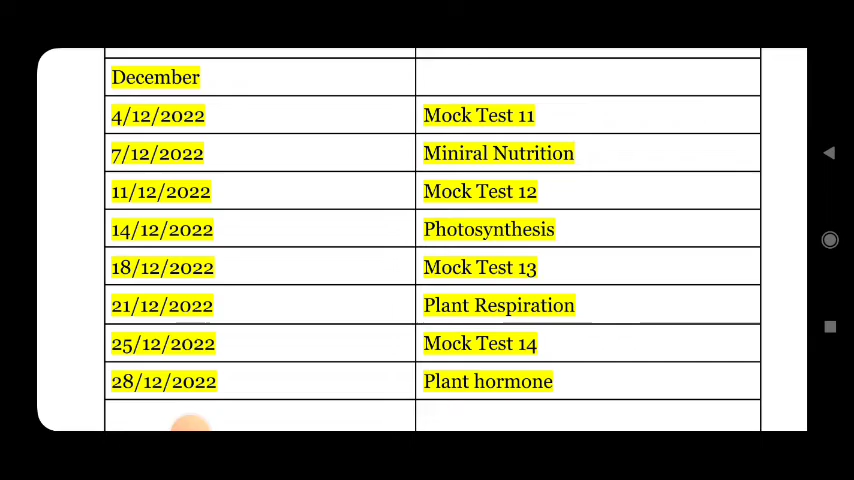 December
4/12/2022 Mock Test 11
7/12/2022 Miniral Nutrition
11/12/2022 Mock Test 12
14/12/2022 Photosynthesis
18/12/2022 Mock Test 13
21/12/2022 Plant Respiration
25/12/2022 Mock Test 14
28/12/2022 Plant hormone